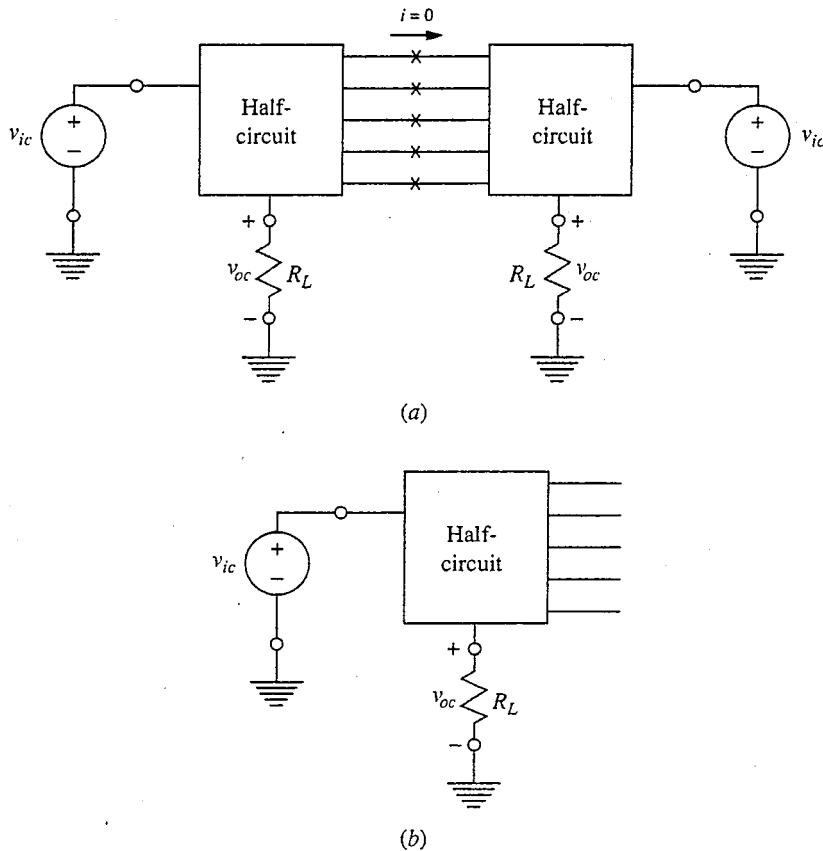 i = 0
Half-
circuit
Half-
circuit
v_ic
+
−
+
−
v_ic
+
v_oc
R_L
−
+
R_L
v_oc
−
(a)
Half-
circuit
v_ic
+
−
+
v_oc
R_L
−
(b)